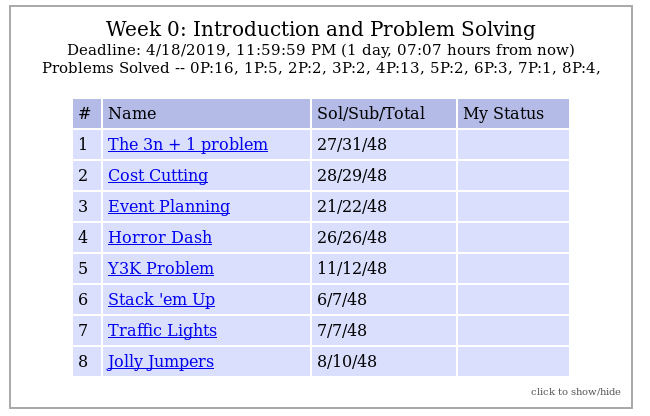 Week 0: Introduction and Problem Solving
Deadline: 4/18/2019, 11:59:59 PM (1 day, 07:07 hours from now)
Problems Solved -- 0P:16, 1P:5, 2P:2, 3P:2, 4P:13, 5P:2, 6P:3, 7P:1, 8P:4,
# Name Sol/Sub/Total My Status
1 The 3n + 1 problem 27/31/48
2 Cost Cutting 28/29/48
3 Event Planning 21/22/48
4 Horror Dash 26/26/48
5 Y3K Problem 11/12/48
6 Stack 'em Up 6/7/48
7 Traffic Lights 7/7/48
8 Jolly Jumpers 8/10/48
click to show/hide